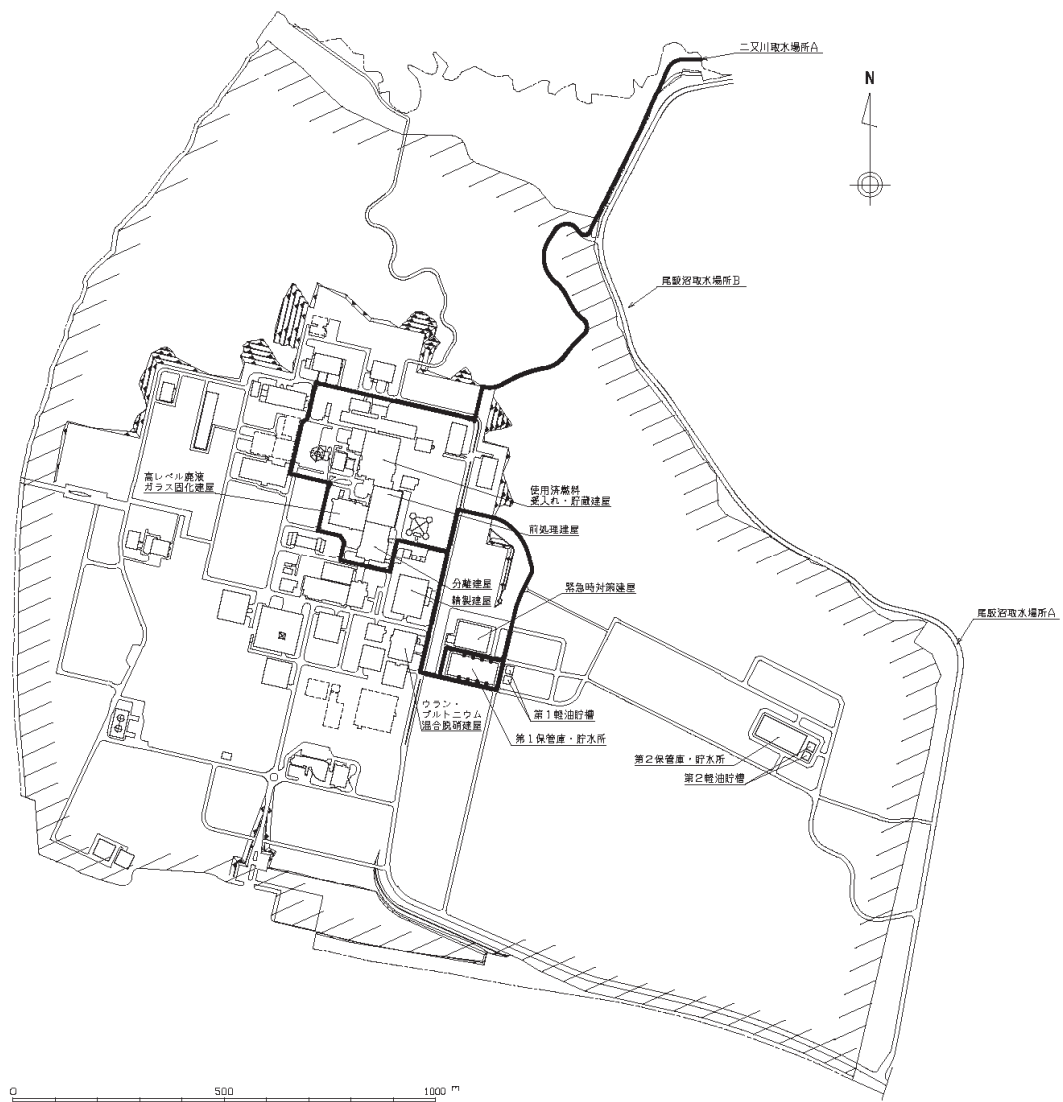 二又川取水場所A
N
尾駮沼取水場所B
高レベル廃液
ガラス固化建屋
使用済燃料
受入れ・貯蔵建屋
前処理建屋
分離建屋
精製建屋
緊急時対策建屋
尾駮沼取水場所A
ウラン・
プルトニウム
混合脱硝建屋
第1軽油貯槽
第1保管庫・貯水所
第2保管庫・貯水所
第2軽油貯槽
0 500 1000 m